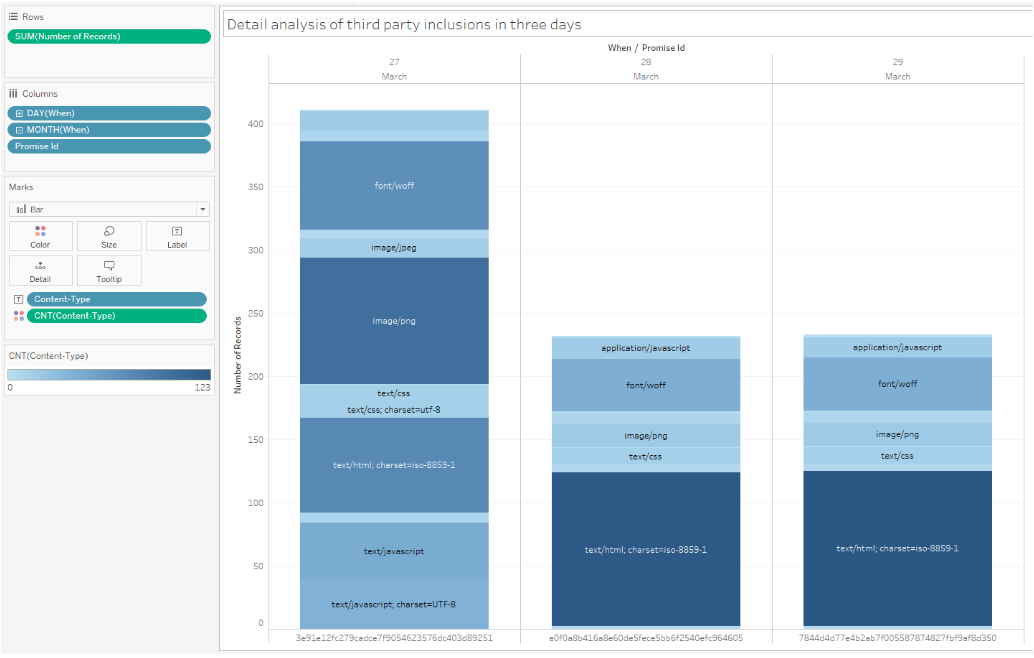 Rows
SUM(Number of Records)
Columns
DAY(When)
MONTH(When)
Promise Id
Marks
Bar
Color
Size
Label
Detail
Tooltip
Content-Type
CNT(Content-Type)
CNT(Content-Type)
0
123
Detail analysis of third party inclusions in three days
When / Promise Id
27
28
29
March
March
March
Number of Records
400
350
300
250
200
150
100
50
0
font/woff
image/jpeg
image/png
text/css
text/css; charset=utf-8
text/html; charset=iso-8859-1
text/javascript
text/javascript; charset=UTF-8
application/javascript
font/woff
image/png
text/css
text/html; charset=iso-8859-1
application/javascript
font/woff
image/png
text/css
text/html; charset=iso-8859-1
3e91e12fc279cadce7f9054623576dc403d89251
e0f0a8b416a8e60de5fece5bb6f2540efc964605
7844d4d77e4b2ab7f005587874827fbf9af8d350